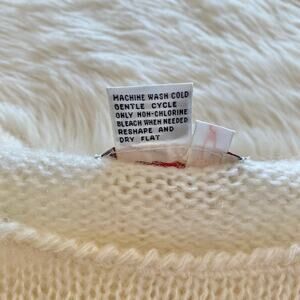 MACHINE WASH COLD
GENTLE CYCLE
ONLY NON-CHLORINE
BLEACH WHEN NEEDED
RESHAPE AND
DRY FLAT